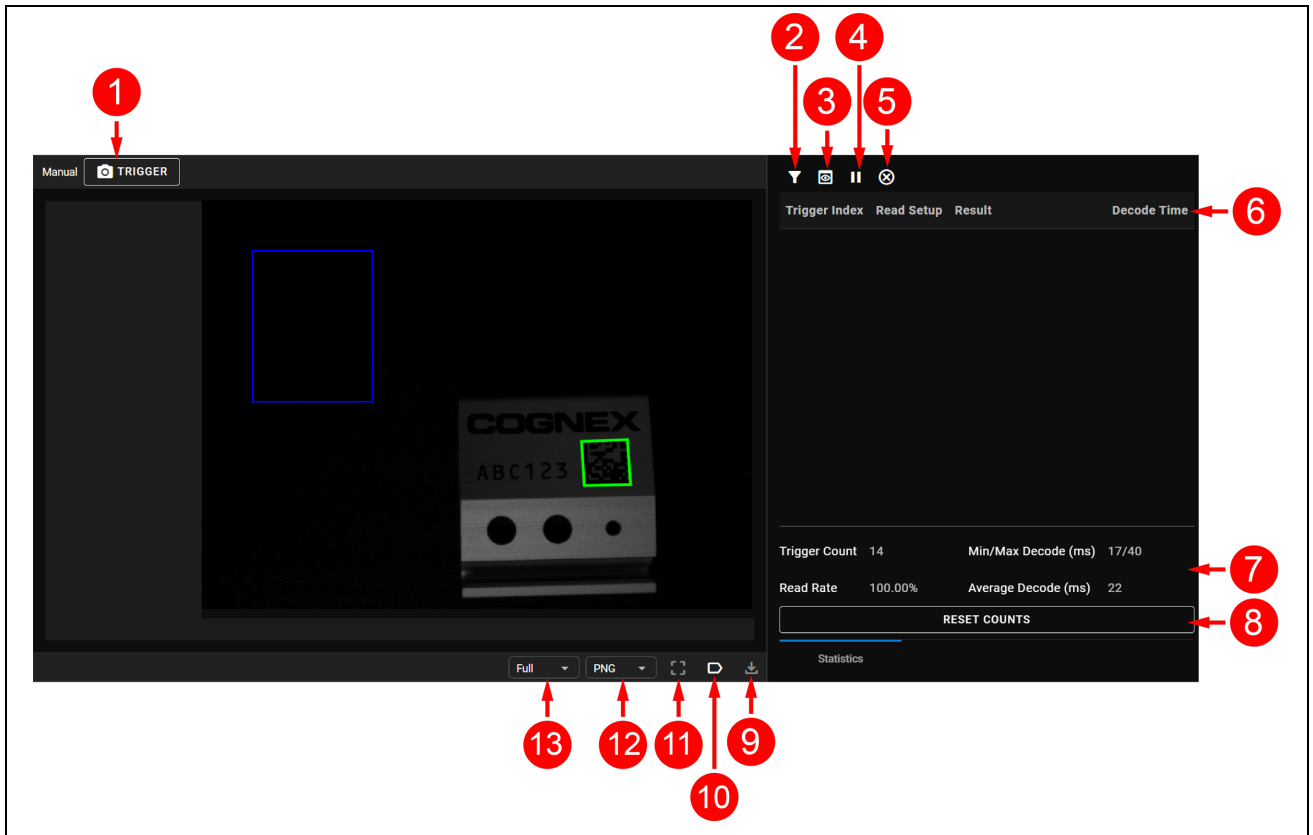 2 4
1 3 5
Manual TRIGGER
Trigger Index Read Setup Result Decode Time 6
COGNEX
ABC123
Trigger Count 14 Min/Max Decode (ms) 17/40
7
Read Rate 100.00% Average Decode (ms) 22
RESET COUNTS 8
Statistics
Full PNG
13 12 11 9
10